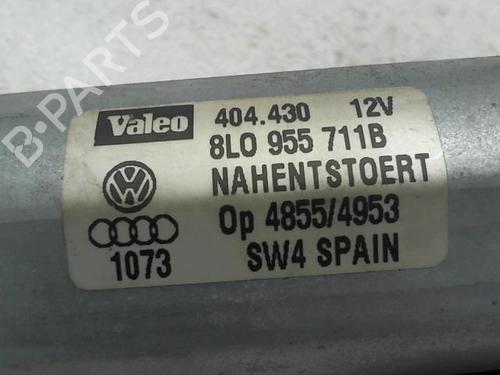 B-PARTS
Valeo 404.430 12V
8L0 955 711B
NAHENTSTOERT
Op 4855/4953
1073 SW4 SPAIN